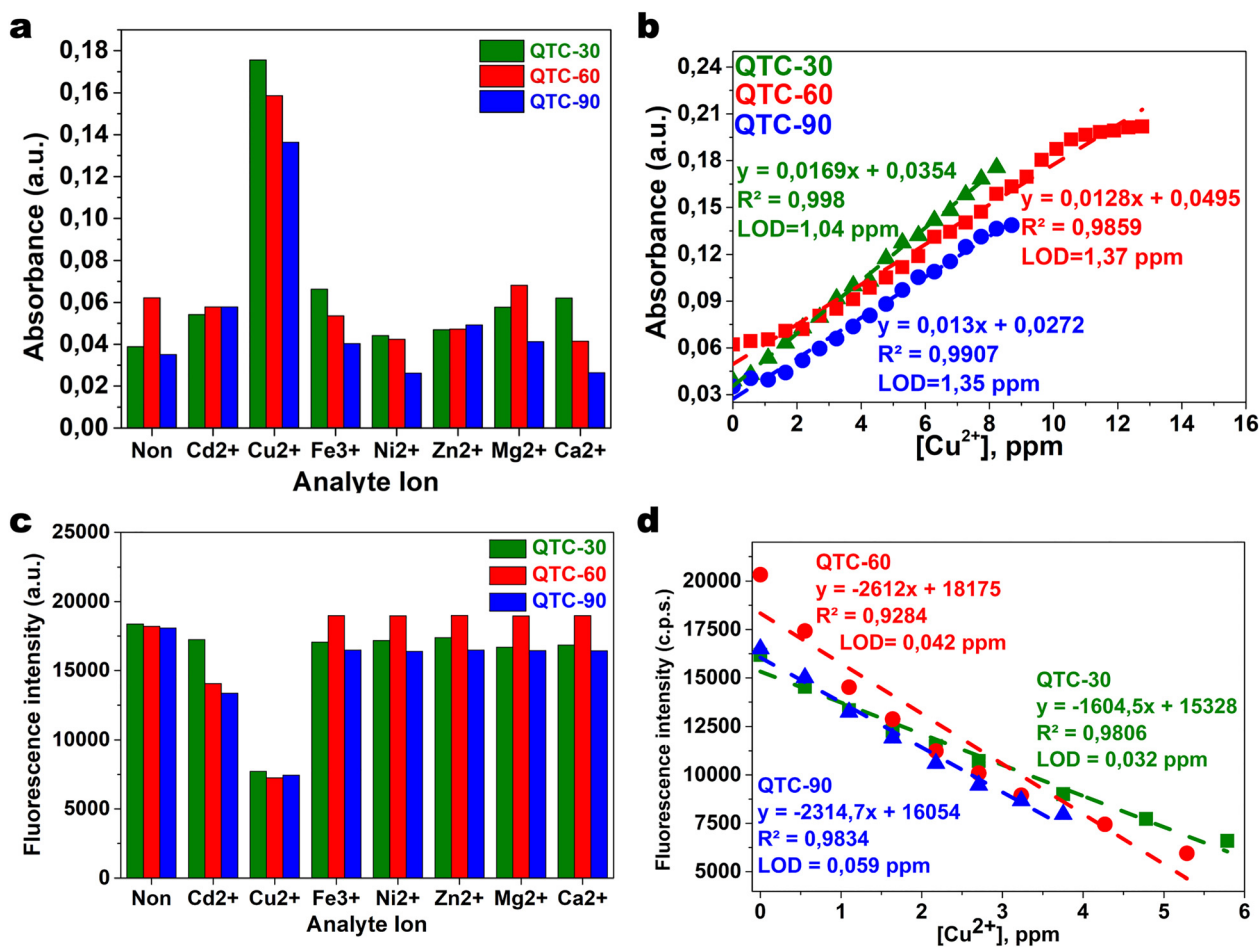 a
0,18
0,16
0,14
0,12
0,10
0,08
0,06
0,04
0,02
0,00
Absorbance (a.u.)
QTC-30
QTC-60
QTC-90
Non Cd2+ Cu2+ Fe3+ Ni2+ Zn2+ Mg2+ Ca2+
Analyte Ion
b
0,24
0,21
0,18
0,15
0,12
0,09
0,06
0,03
Absorbance (a.u.)
QTC-30
QTC-60
QTC-90
y = 0,0169x + 0,0354
R² = 0,998
LOD=1,04 ppm
y = 0,0128x + 0,0495
R² = 0,9859
LOD=1,37 ppm
y = 0,013x + 0,0272
R² = 0,9907
LOD=1,35 ppm
0 2 4 6 8 10 12 14 16
[Cu²⁺], ppm
c
25000
20000
15000
10000
5000
0
Fluorescence intensity (a.u.)
QTC-30
QTC-60
QTC-90
Non Cd2+ Cu2+ Fe3+ Ni2+ Zn2+ Mg2+ Ca2+
Analyte Ion
d
20000
17500
15000
12500
10000
7500
5000
Fluorescence intensity (c.p.s.)
QTC-60
y = -2612x + 18175
R² = 0,9284
LOD= 0,042 ppm
QTC-30
y = -1604,5x + 15328
R² = 0,9806
LOD = 0,032 ppm
QTC-90
y = -2314,7x + 16054
R² = 0,9834
LOD = 0,059 ppm
0 1 2 3 4 5 6
[Cu²⁺], ppm